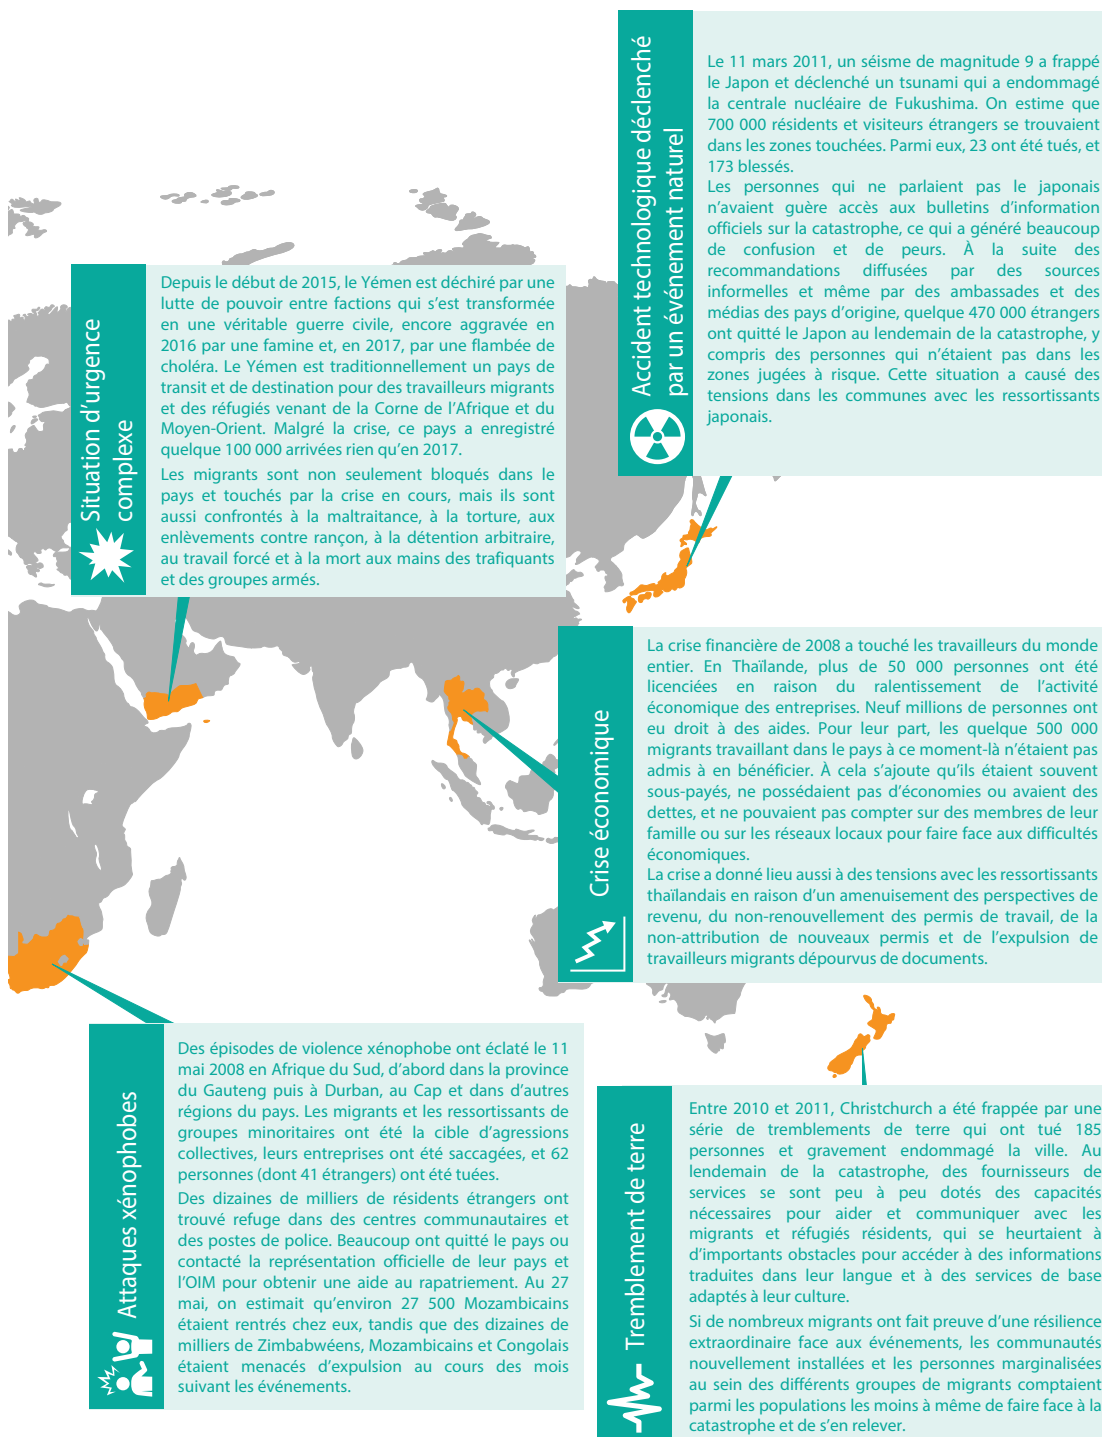 Accident technologique déclenché
par un événement naturel
Le 11 mars 2011, un séisme de magnitude 9 a frappé
le Japon et déclenché un tsunami qui a endommagé
la centrale nucléaire de Fukushima. On estime que
700 000 résidents et visiteurs étrangers se trouvaient
dans les zones touchées. Parmi eux, 23 ont été tués, et
173 blessés.
Les personnes qui ne parlaient pas le japonais
n’avaient guère accès aux bulletins d’information
officiels sur la catastrophe, ce qui a généré beaucoup
de confusion et de peurs. À la suite des
recommandations diffusées par des sources
informelles et même par des ambassades et des
médias des pays d’origine, quelque 470 000 étrangers
ont quitté le Japon au lendemain de la catastrophe, y
compris des personnes qui n’étaient pas dans les
zones jugées à risque. Cette situation a causé des
tensions dans les communes avec les ressortissants
japonais.
Situation d’urgence
complexe
Depuis le début de 2015, le Yémen est déchiré par une
lutte de pouvoir entre factions qui s’est transformée
en une véritable guerre civile, encore aggravée en
2016 par une famine et, en 2017, par une flambée de
choléra. Le Yémen est traditionnellement un pays de
transit et de destination pour des travailleurs migrants
et des réfugiés venant de la Corne de l’Afrique et du
Moyen-Orient. Malgré la crise, ce pays a enregistré
quelque 100 000 arrivées rien qu’en 2017.
Les migrants sont non seulement bloqués dans le
pays et touchés par la crise en cours, mais ils sont
aussi confrontés à la maltraitance, à la torture, aux
enlèvements contre rançon, à la détention arbitraire,
au travail forcé et à la mort aux mains des trafiquants
et des groupes armés.
Crise économique
La crise financière de 2008 a touché les travailleurs du monde
entier. En Thaïlande, plus de 50 000 personnes ont été
licenciées en raison du ralentissement de l’activité
économique des entreprises. Neuf millions de personnes ont
eu droit à des aides. Pour leur part, les quelque 500 000
migrants travaillant dans le pays à ce moment-là n’étaient pas
admis à en bénéficier. À cela s’ajoute qu’ils étaient souvent
sous-payés, ne possédaient pas d’économies ou avaient des
dettes, et ne pouvaient pas compter sur des membres de leur
famille ou sur les réseaux locaux pour faire face aux difficultés
économiques.
La crise a donné lieu aussi à des tensions avec les ressortissants
thaïlandais en raison d’un amenuisement des perspectives de
revenu, du non-renouvellement des permis de travail, de la
non-attribution de nouveaux permis et de l’expulsion de
travailleurs migrants dépourvus de documents.
Attaques xénophobes
Des épisodes de violence xénophobe ont éclaté le 11
mai 2008 en Afrique du Sud, d’abord dans la province
du Gauteng puis à Durban, au Cap et dans d’autres
régions du pays. Les migrants et les ressortissants de
groupes minoritaires ont été la cible d’agressions
collectives, leurs entreprises ont été saccagées, et 62
personnes (dont 41 étrangers) ont été tuées.
Des dizaines de milliers de résidents étrangers ont
trouvé refuge dans des centres communautaires et
des postes de police. Beaucoup ont quitté le pays ou
contacté la représentation officielle de leur pays et
l’OIM pour obtenir une aide au rapatriement. Au 27
mai, on estimait qu’environ 27 500 Mozambicains
étaient rentrés chez eux, tandis que des dizaines de
milliers de Zimbabwéens, Mozambicains et Congolais
étaient menacés d’expulsion au cours des mois
suivant les événements.
Tremblement de terre
Entre 2010 et 2011, Christchurch a été frappée par une
série de tremblements de terre qui ont tué 185
personnes et gravement endommagé la ville. Au
lendemain de la catastrophe, des fournisseurs de
services se sont peu à peu dotés des capacités
nécessaires pour aider et communiquer avec les
migrants et réfugiés résidents, qui se heurtaient à
d’importants obstacles pour accéder à des informations
traduites dans leur langue et à des services de base
adaptés à leur culture.
Si de nombreux migrants ont fait preuve d’une résilience
extraordinaire face aux événements, les communautés
nouvellement installées et les personnes marginalisées
au sein des différents groupes de migrants comptaient
parmi les populations les moins à même de faire face à la
catastrophe et de s’en relever.